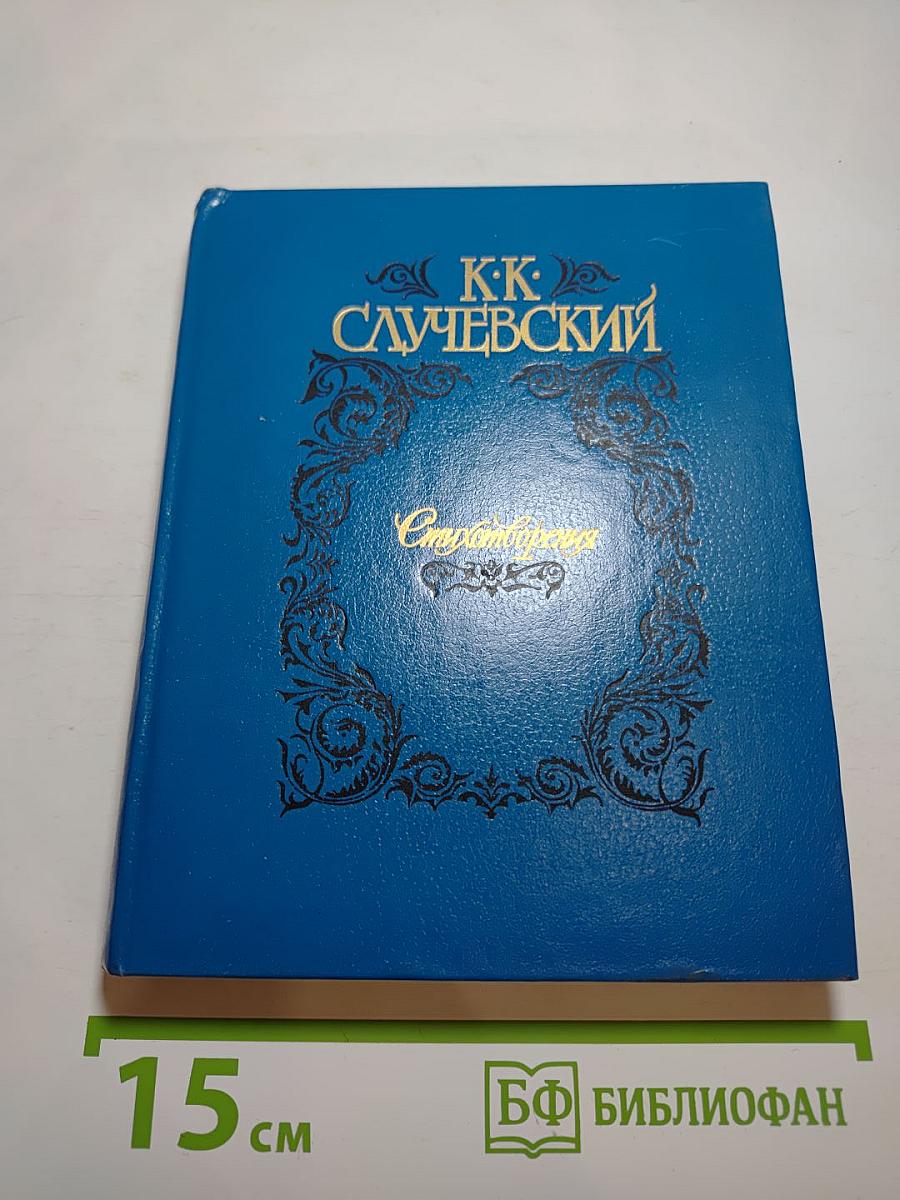 К·К·
СЛУЧЕВСКИЙ
Стихотворения
15 см
БФ БИБЛИОФАН